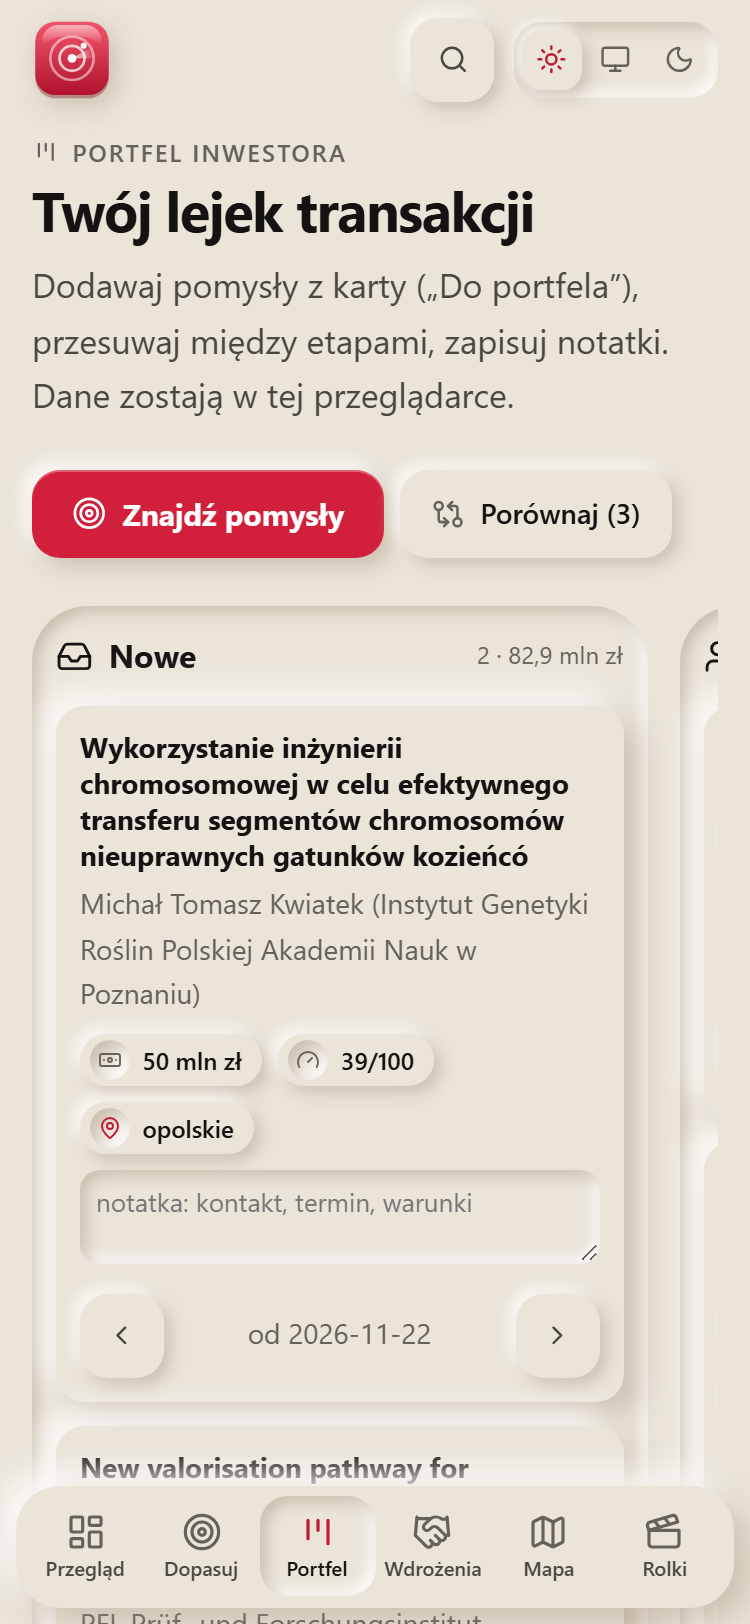 PORTFEL INWESTORA
Twój lejek transakcji
Dodawaj pomysły z karty („Do portfela”),
przesuwaj między etapami, zapisuj notatki.
Dane zostają w tej przeglądarce.
Znajdź pomysły
Porównaj (3)
Nowe
2 · 82,9 mln zł
Wykorzystanie inżynierii
chromosomowej w celu efektywnego
transferu segmentów chromosomów
nieuprawnych gatunków kozieńcó
Michał Tomasz Kwiatek (Instytut Genetyki
Roślin Polskiej Akademii Nauk w
Poznaniu)
50 mln zł
39/100
opolskie
notatka: kontakt, termin, warunki
od 2026-11-22
New valorisation pathway for
Przegląd
Dopasuj
Portfel
Wdrożenia
Mapa
Rolki